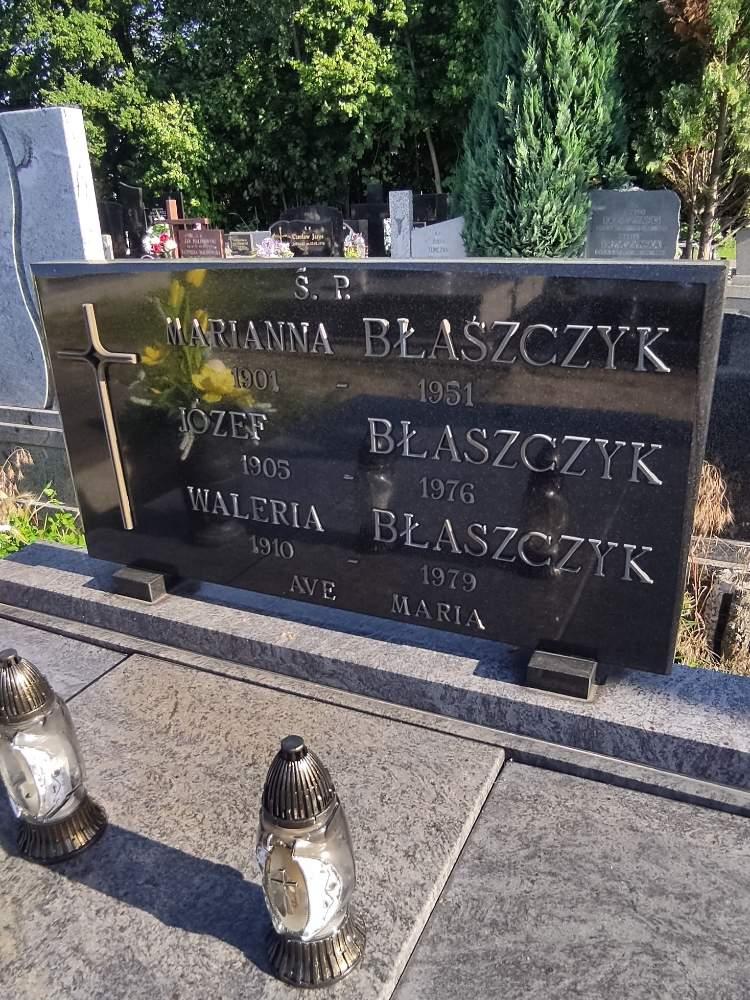 Ś. P.
MARIANNA BŁASZCZYK
1901 - 1951
JÓZEF BŁASZCZYK
1905 - 1976
WALERIA BŁASZCZYK
1910 - 1979
AVE MARIA